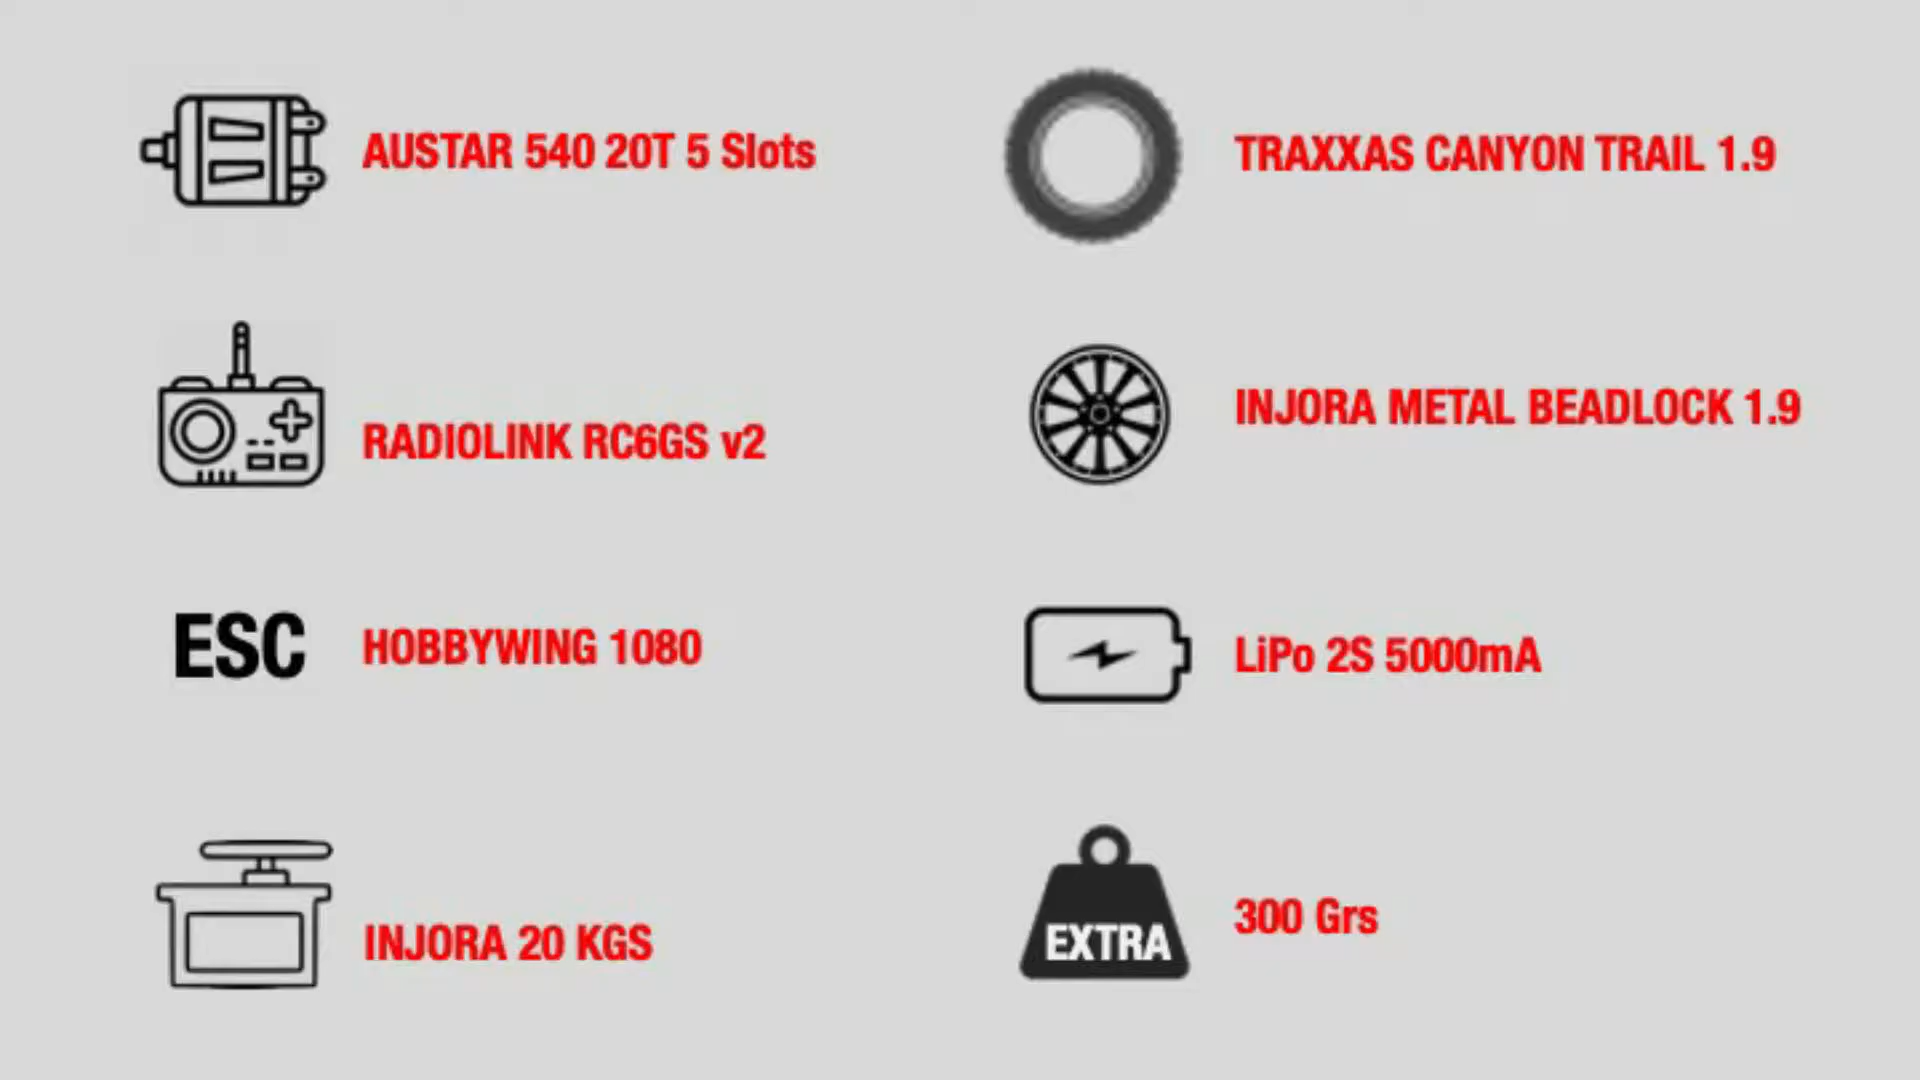 AUSTAR 540 20T 5 Slots
TRAXXAS CANYON TRAIL 1.9
RADIOLINK RC6GS v2
INJORA METAL BEADLOCK 1.9
ESC HOBBYWING 1080
LiPo 2S 5000mA
INJORA 20 KGS
EXTRA 300 Grs